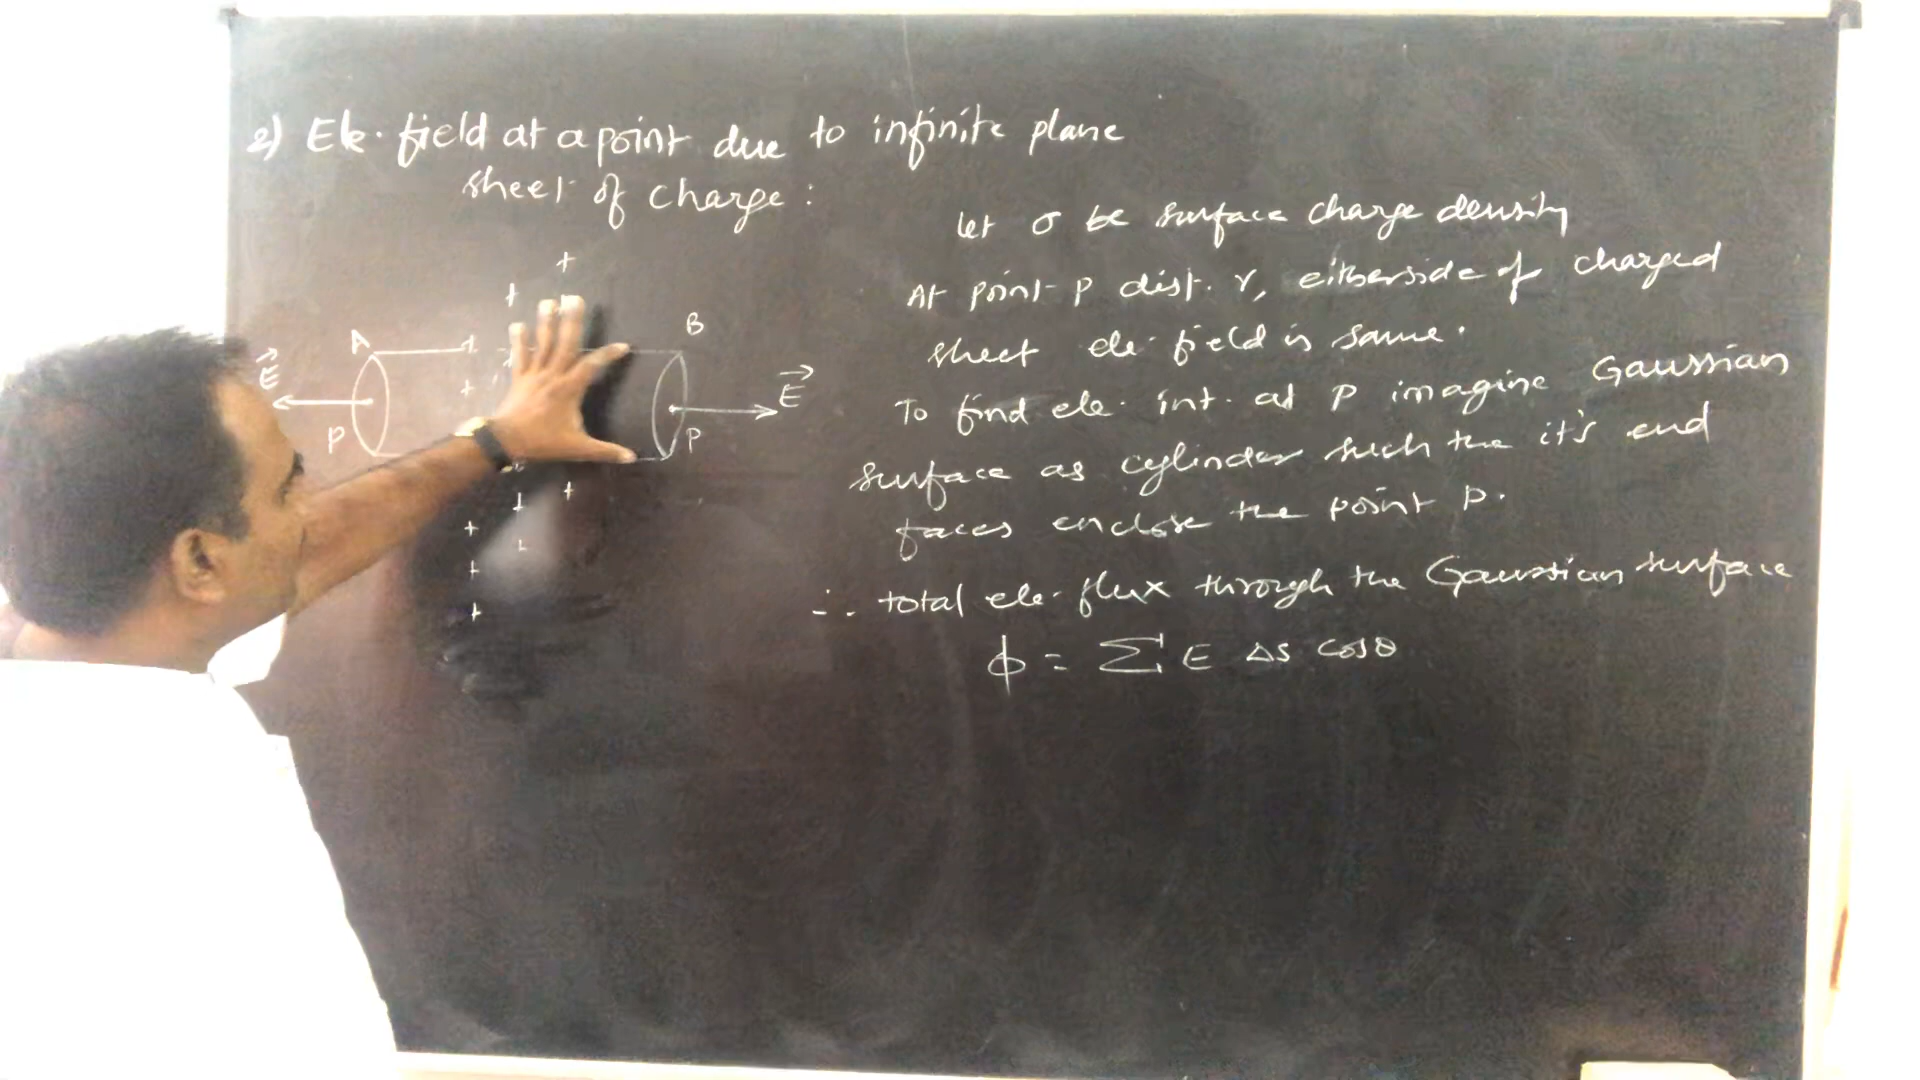 2) Ele. field at a point due to infinite plane
sheet of charge :
let σ be surface charge density
At point p dist. r, eitherside of charged
sheet ele. field is same.
To find ele. int. at P imagine Gaussian
surface as cylinder such the it's end
faces enclose the point P.
∴ total ele. flux through the Gaussian surface
ϕ = Σ E ΔS cosθ
A
B
E
E
P
P